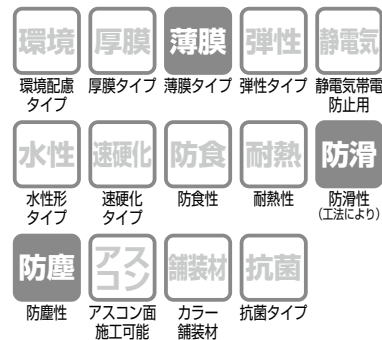 環境 厚膜 薄膜 弾性 静電気
環境配慮 厚膜タイプ 薄膜タイプ 弾性タイプ 静電気帯電
タイプ 防止用
水性 速硬化 防食 耐熱 防滑
水性形 速硬化 防食性 耐熱性 防滑性
タイプ タイプ (工法により)
防塵 アス 舗装材 抗菌
コン
防塵性 アスコン面 カラー 抗菌タイプ
施工可能 舗装材